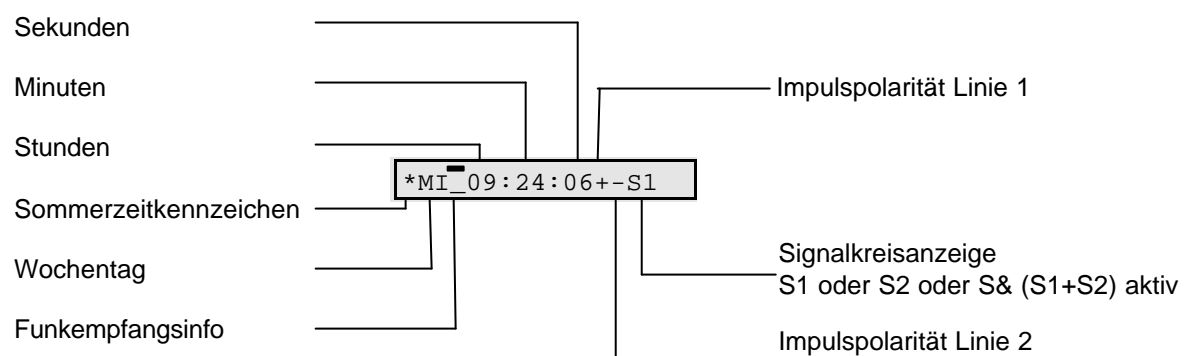 Sekunden
Minuten
Impulspolarität Linie 1
Stunden
*MI_09:24:06+-S1
Sommerzeitkennzeichen
Signalkreisanzeige
S1 oder S2 oder S& (S1+S2) aktiv
Wochentag
Funkempfangsinfo
Impulspolarität Linie 2